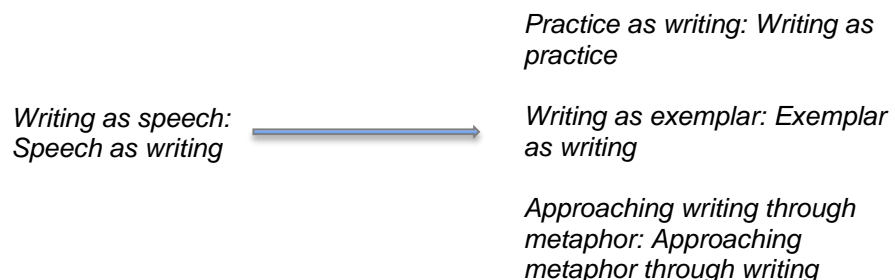 Writing as speech:
Speech as writing
Practice as writing: Writing as
practice
Writing as exemplar: Exemplar
as writing
Approaching writing through
metaphor: Approaching
metaphor through writing